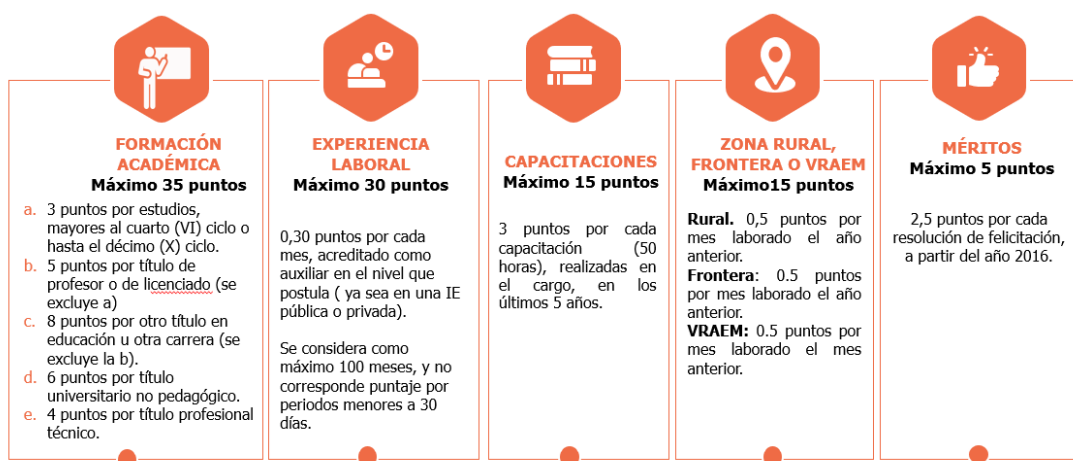 FORMACIÓN
ACADÉMICA
Máximo 35 puntos
a. 3 puntos por estudios,
mayores al cuarto (VI) ciclo o
hasta el décimo (X) ciclo.
b. 5 puntos por título de
profesor o de licenciado (se
excluye a)
c. 8 puntos por otro título en
educación u otra carrera (se
excluye la b).
d. 6 puntos por título
universitario no pedagógico.
e. 4 puntos por título profesional
técnico.
EXPERIENCIA
LABORAL
Máximo 30 puntos
0,30 puntos por cada
mes, acreditado como
auxiliar en el nivel que
postula ( ya sea en una IE
pública o privada).
Se considera como
máximo 100 meses, y no
corresponde puntaje por
periodos menores a 30
días.
CAPACITACIONES
Máximo 15 puntos
3 puntos por cada
capacitación (50
horas), realizadas en
el cargo, en los
últimos 5 años.
ZONA RURAL,
FRONTERA O VRAEM
Máximo15 puntos
Rural. 0,5 puntos por
mes laborado el año
anterior.
Frontera: 0.5 puntos
por mes laborado el año
anterior.
VRAEM: 0.5 puntos por
mes laborado el mes
anterior.
MÉRITOS
Máximo 5 puntos
2,5 puntos por cada
resolución de felicitación,
a partir del año 2016.